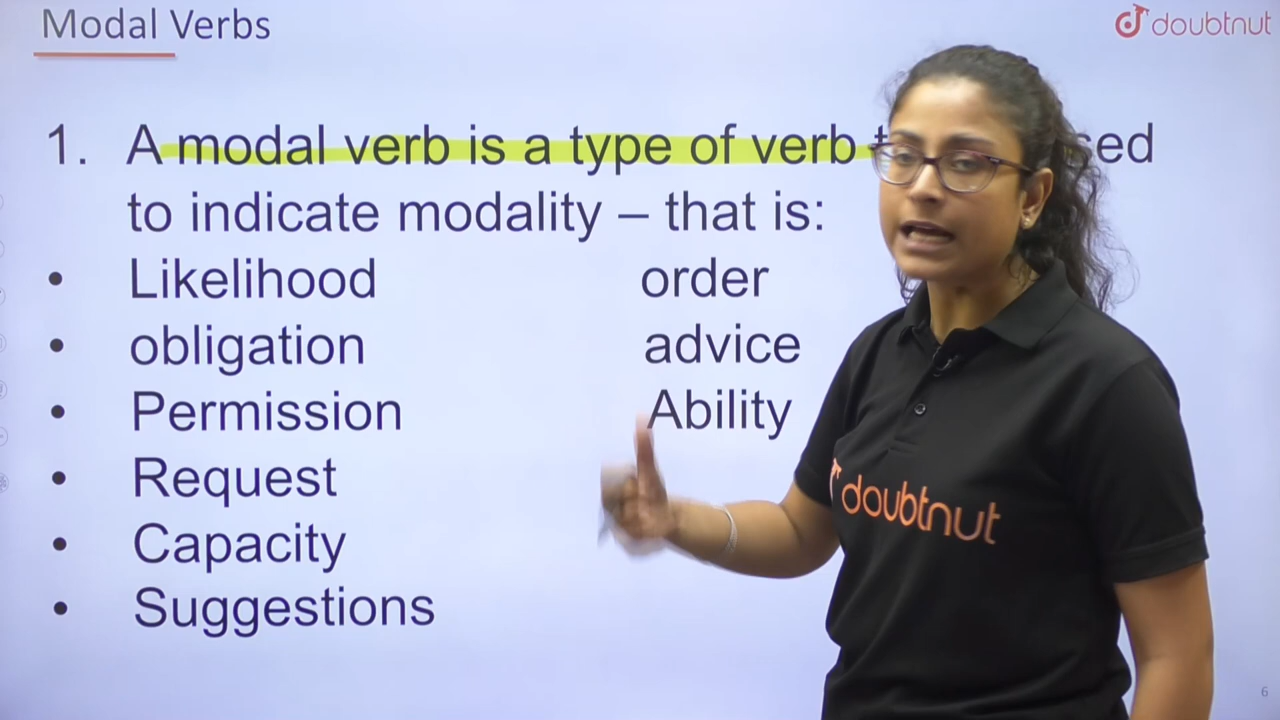 Modal Verbs
doubtnut
1. A modal verb is a type of verb
to indicate modality – that is:
• Likelihood order
• obligation advice
• Permission Ability
• Request
• Capacity
• Suggestions
doubtnut
6